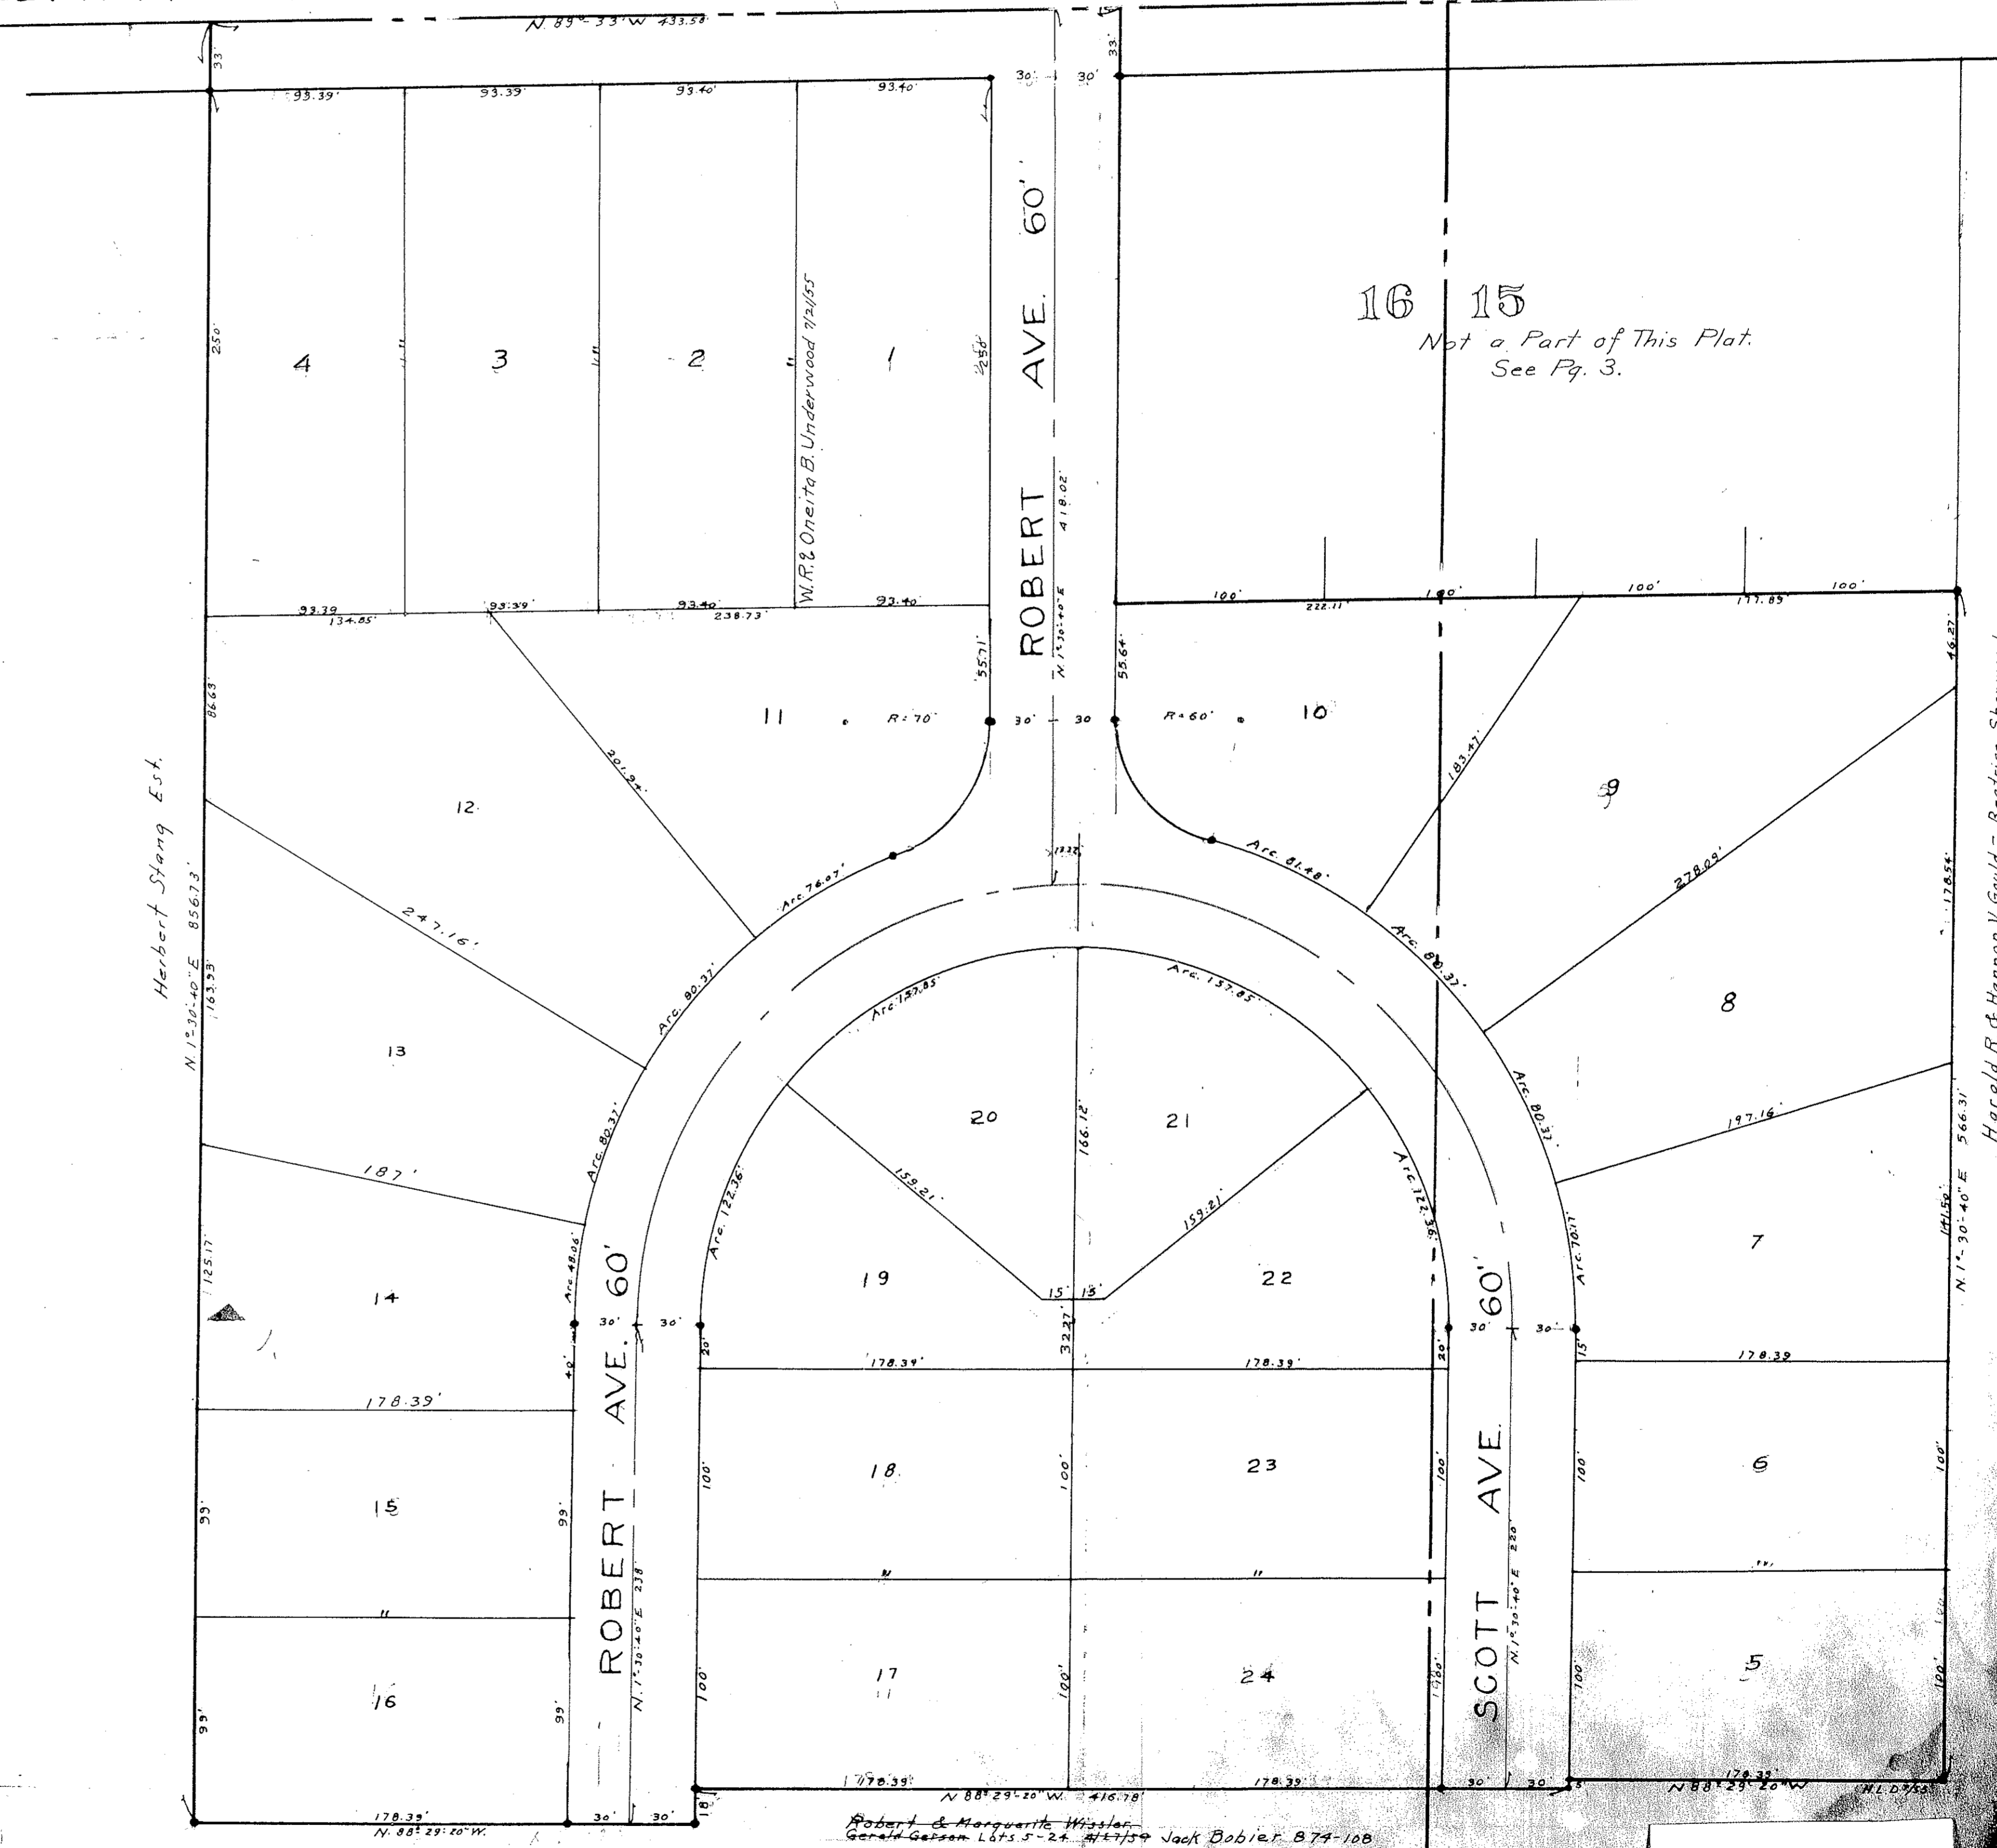 N. 89°-33' W 433.58'
33'
33'
30' 30'
93.39' 93.39' 93.40' 93.40'
250'
4 3 2 1
" " "
250'
W.R. & Oneita B. Underwood 7/21/55
ROBERT AVE. 60'
N. 1°-30'-40" E 418.02'
16 15
Not a Part of This Plat.
See Pg. 3.
93.39 93.39' 93.40' 93.40'
134.85' 238.73'
100' 100' 100' 100'
222.11' 177.89'
86.63'
55.71'
55.64'
46.27'
11 R=70' 30' 30 R=60' 10
201.94'
183.47'
12
9
Herbert Stang Est.
N. 1°-30'-40" E 856.73'
163.93'
247.16'
Arc. 76.07'
12.22'
Arc. 81.48'
278.09'
178.54'
Arc. 80.37'
Arc. 80.37'
Arc. 157.85'
Arc. 157.85'
8
13
Arc. 80.37'
Arc. 80.37'
187'
197.16'
20 21
166.12'
Arc. 122.36'
Arc. 122.36'
159.21'
159.21'
N. 1°-30'-40" E 566.31'
141.50'
7
125.17'
14
Arc. 48.06'
Arc. 70.17'
19 22
15' 15'
32.27'
30' 30'
30' 30'
40'
20'
20'
15'
178.39'
178.39' 178.39'
178.39
ROBERT AVE. 60'
N. 1°-30'-40" E 238'
SCOTT AVE. 60'
N. 1°-30'-40" E 220'
99'
15
99'
100'
18
100'
23
100'
100'
6
100'
"
" "
"
99'
16
99'
100'
17
100'
24
100'
100'
5
100'
178.39'
N. 88°-29'-20" W.
30' 30'
18'
178.39' 178.39'
N 88°-29'-20" W. 416.78'
30' 30
178.39'
N 88°-29'-20" W
Robert & Marguerite Wissler
Gerald Gerson Lots 5-24 Jack Bobier 874-108